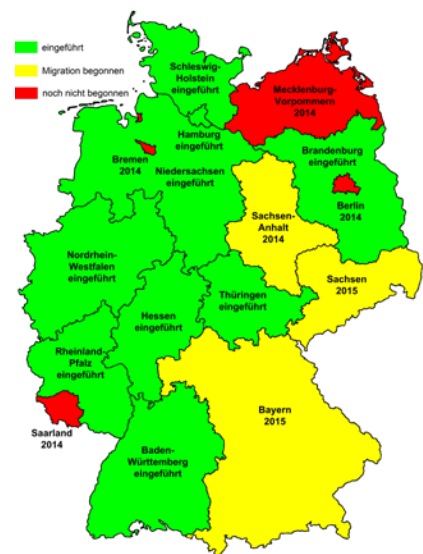 eingeführt
Migration begonnen
noch nicht begonnen
Schleswig-
Holstein
eingeführt
Mecklenburg-
Vorpommern
2014
Hamburg
eingeführt
Bremen
2014
Niedersachsen
eingeführt
Brandenburg
eingeführt
Berlin
2014
Sachsen-
Anhalt
2014
Nordrhein-
Westfalen
eingeführt
Sachsen
2015
Hessen
eingeführt
Thüringen
eingeführt
Rheinland-
Pfalz
eingeführt
Saarland
2014
Bayern
2015
Baden-
Württemberg
eingeführt